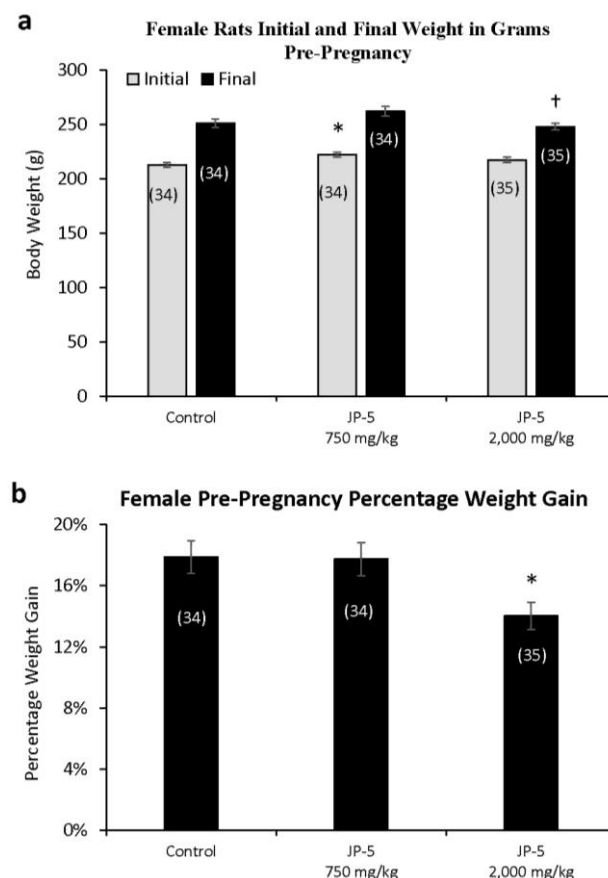 a
Female Rats Initial and Final Weight in Grams
Pre-Pregnancy
Body Weight (g)
300
250
200
150
100
50
0
Initial Final
(34)
(34)
*
(34)
(34)
†
(35)
(35)
Control
JP-5
750 mg/kg
JP-5
2,000 mg/kg
b
Female Pre-Pregnancy Percentage Weight Gain
Percentage Weight Gain
20%
16%
12%
8%
4%
0%
(34)
(34)
*
(35)
Control
JP-5
750 mg/kg
JP-5
2,000 mg/kg